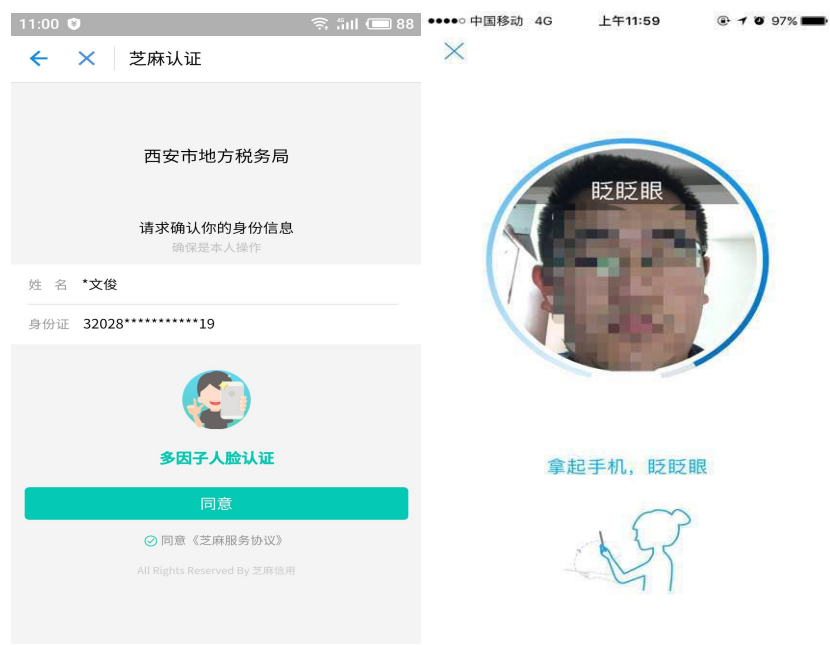 11:00
4G
88
芝麻认证
西安市地方税务局
请求确认你的身份信息
确保是本人操作
姓 名 *文俊
身份证 32028***********19
多因子人脸认证
同意
同意《芝麻服务协议》
All Rights Reserved By 芝麻信用
中国移动 4G 上午11:59 97%
眨眨眼
拿起手机，眨眨眼